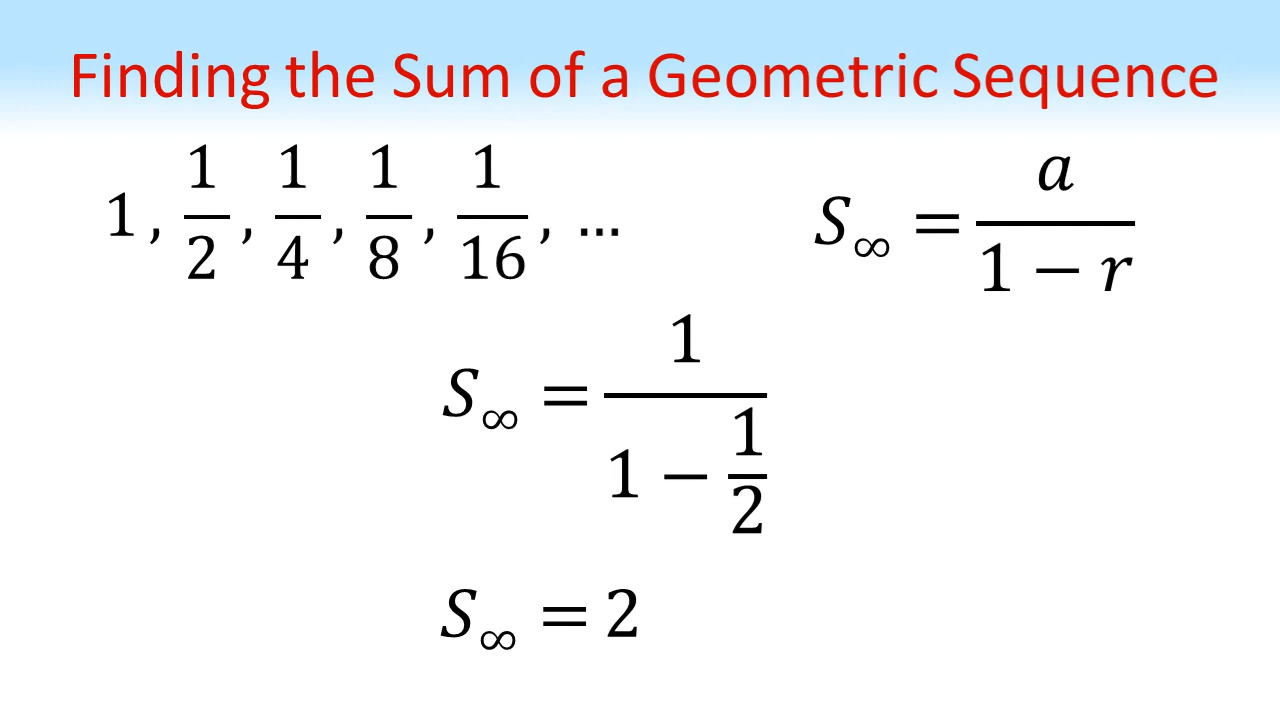 Finding the Sum of a Geometric Sequence
1, 1/2, 1/4, 1/8, 1/16, ...
S∞ = a/(1 − r)
S∞ = 1/(1 − 1/2)
S∞ = 2